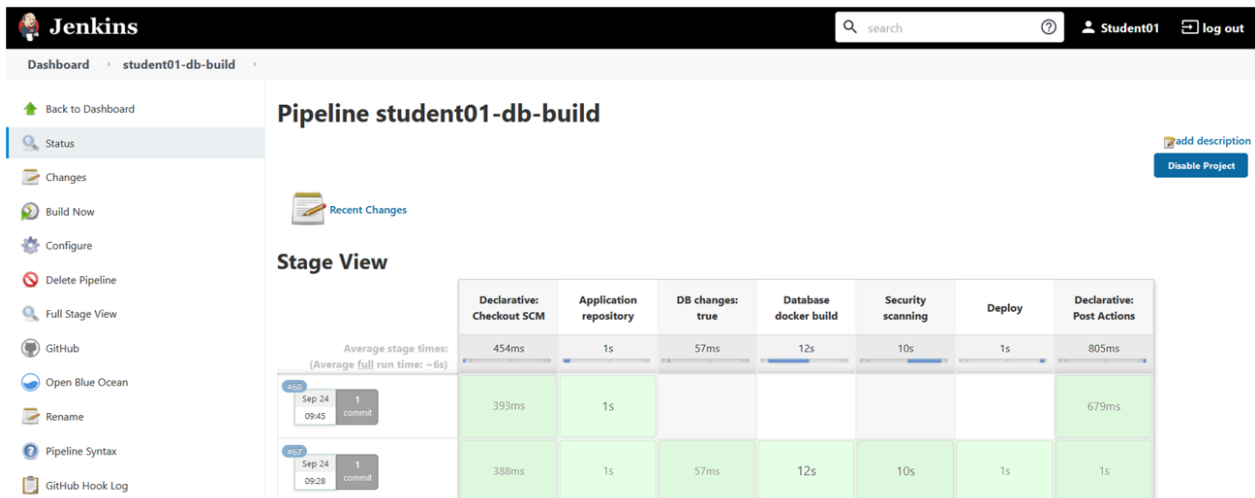 Jenkins
search
Student01
log out
Dashboard
student01-db-build
Back to Dashboard
Status
Changes
Build Now
Configure
Delete Pipeline
Full Stage View
GitHub
Open Blue Ocean
Rename
Pipeline Syntax
GitHub Hook Log
Pipeline student01-db-build
add description
Disable Project
Recent Changes
Stage View
Declarative:
Checkout SCM
Application
repository
DB changes:
true
Database
docker build
Security
scanning
Deploy
Declarative:
Post Actions
Average stage times:
(Average full run time: ~6s)
454ms
1s
57ms
12s
10s
1s
805ms
#68
Sep 24
09:45
1
commit
393ms
1s
679ms
#67
Sep 24
09:28
1
commit
388ms
1s
57ms
12s
10s
1s
1s